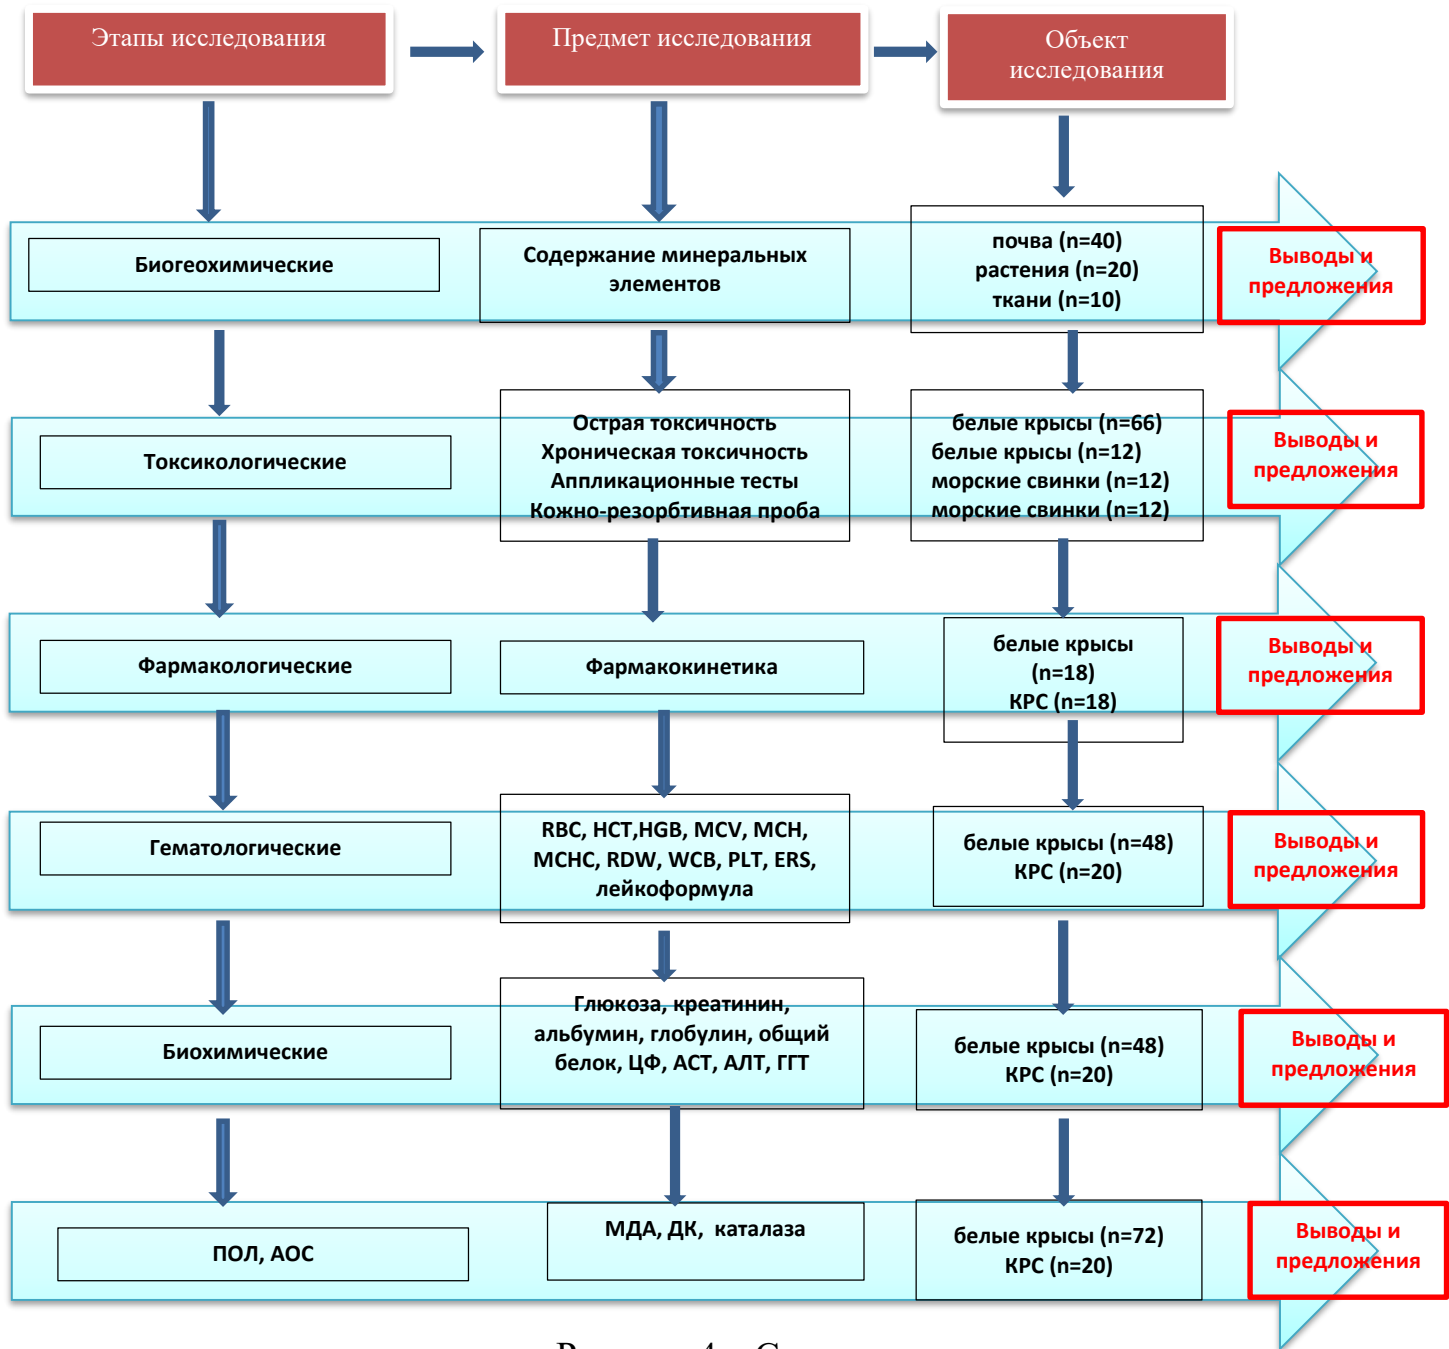 Этапы исследования
Предмет исследования
Объект
исследования
Биогеохимические
Содержание минеральных
элементов
почва (n=40)
растения (n=20)
ткани (n=10)
Выводы и
предложения
Токсикологические
Острая токсичность
Хроническая токсичность
Аппликационные тесты
Кожно-резорбтивная проба
белые крысы (n=66)
белые крысы (n=12)
морские свинки (n=12)
морские свинки (n=12)
Выводы и
предложения
Фармакологические
Фармакокинетика
белые крысы
(n=18)
КРС (n=18)
Выводы и
предложения
Гематологические
RBC, HCT,HGB, MCV, MCH,
MCHC, RDW, WCB, PLT, ERS,
лейкоформула
белые крысы (n=48)
КРС (n=20)
Выводы и
предложения
Биохимические
Глюкоза, креатинин,
альбумин, глобулин, общий
белок, ЦФ, АСТ, АЛТ, ГГТ
белые крысы (n=48)
КРС (n=20)
Выводы и
предложения
ПОЛ, АОС
МДА, ДК, каталаза
белые крысы (n=72)
КРС (n=20)
Выводы и
предложения